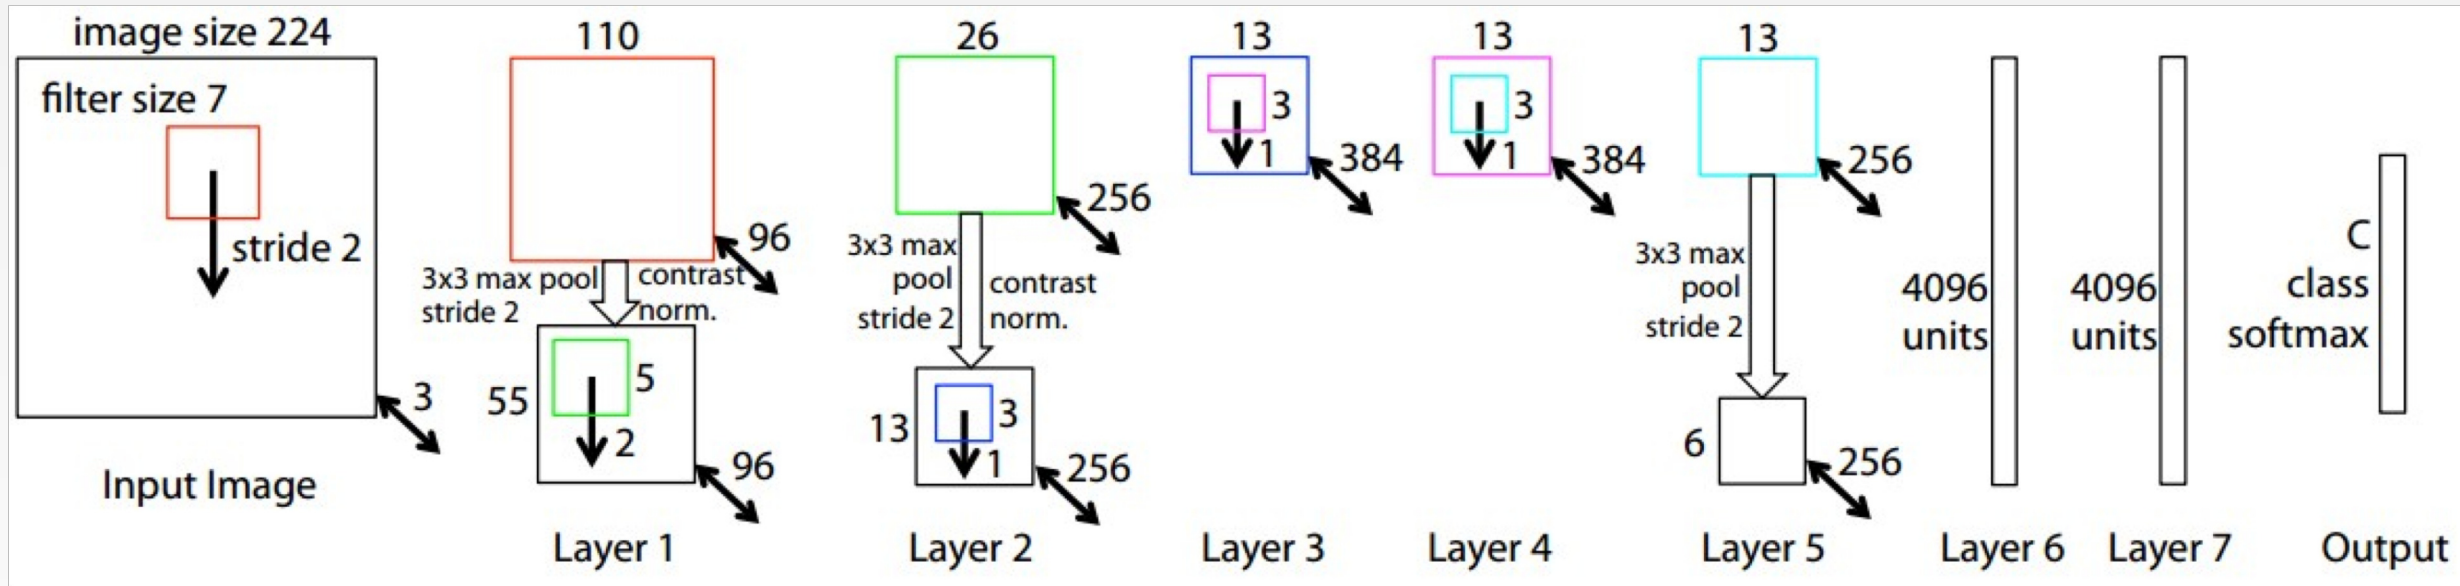 image size 224
filter size 7
stride 2
3
Input Image
110
96
3x3 max pool
stride 2
contrast
norm.
55
5
2
96
Layer 1
26
256
3x3 max
pool
stride 2
contrast
norm.
13
3
1
256
Layer 2
13
3
1
384
Layer 3
13
3
1
384
Layer 4
13
256
3x3 max
pool
stride 2
6
256
Layer 5
4096
units
Layer 6
4096
units
Layer 7
C
class
softmax
Output